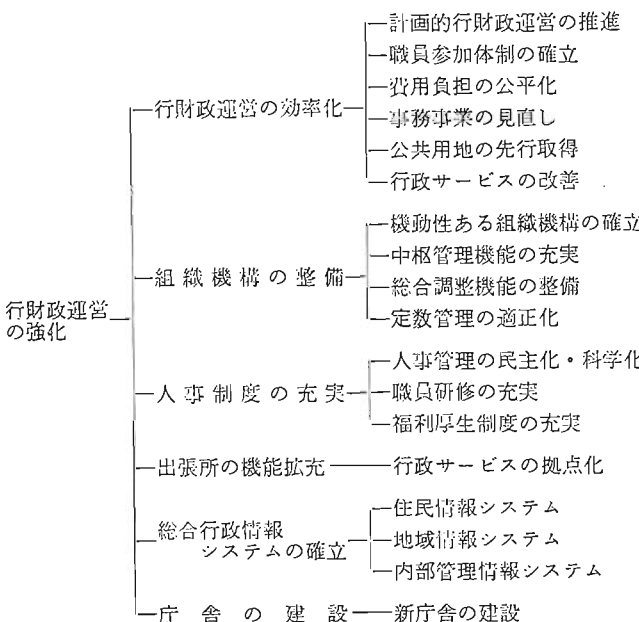 行財政運営
の強化
行財政運営の効率化
計画的行財政運営の推進
職員参加体制の確立
費用負担の公平化
事務事業の見直し
公共用地の先行取得
行政サービスの改善
組織機構の整備
機動性ある組織機構の確立
中枢管理機能の充実
総合調整機能の整備
定数管理の適正化
人事制度の充実
人事管理の民主化・科学化
職員研修の充実
福利厚生制度の充実
出張所の機能拡充
行政サービスの拠点化
総合行政情報
システムの確立
住民情報システム
地域情報システム
内部管理情報システム
庁舎の建設
新庁舎の建設